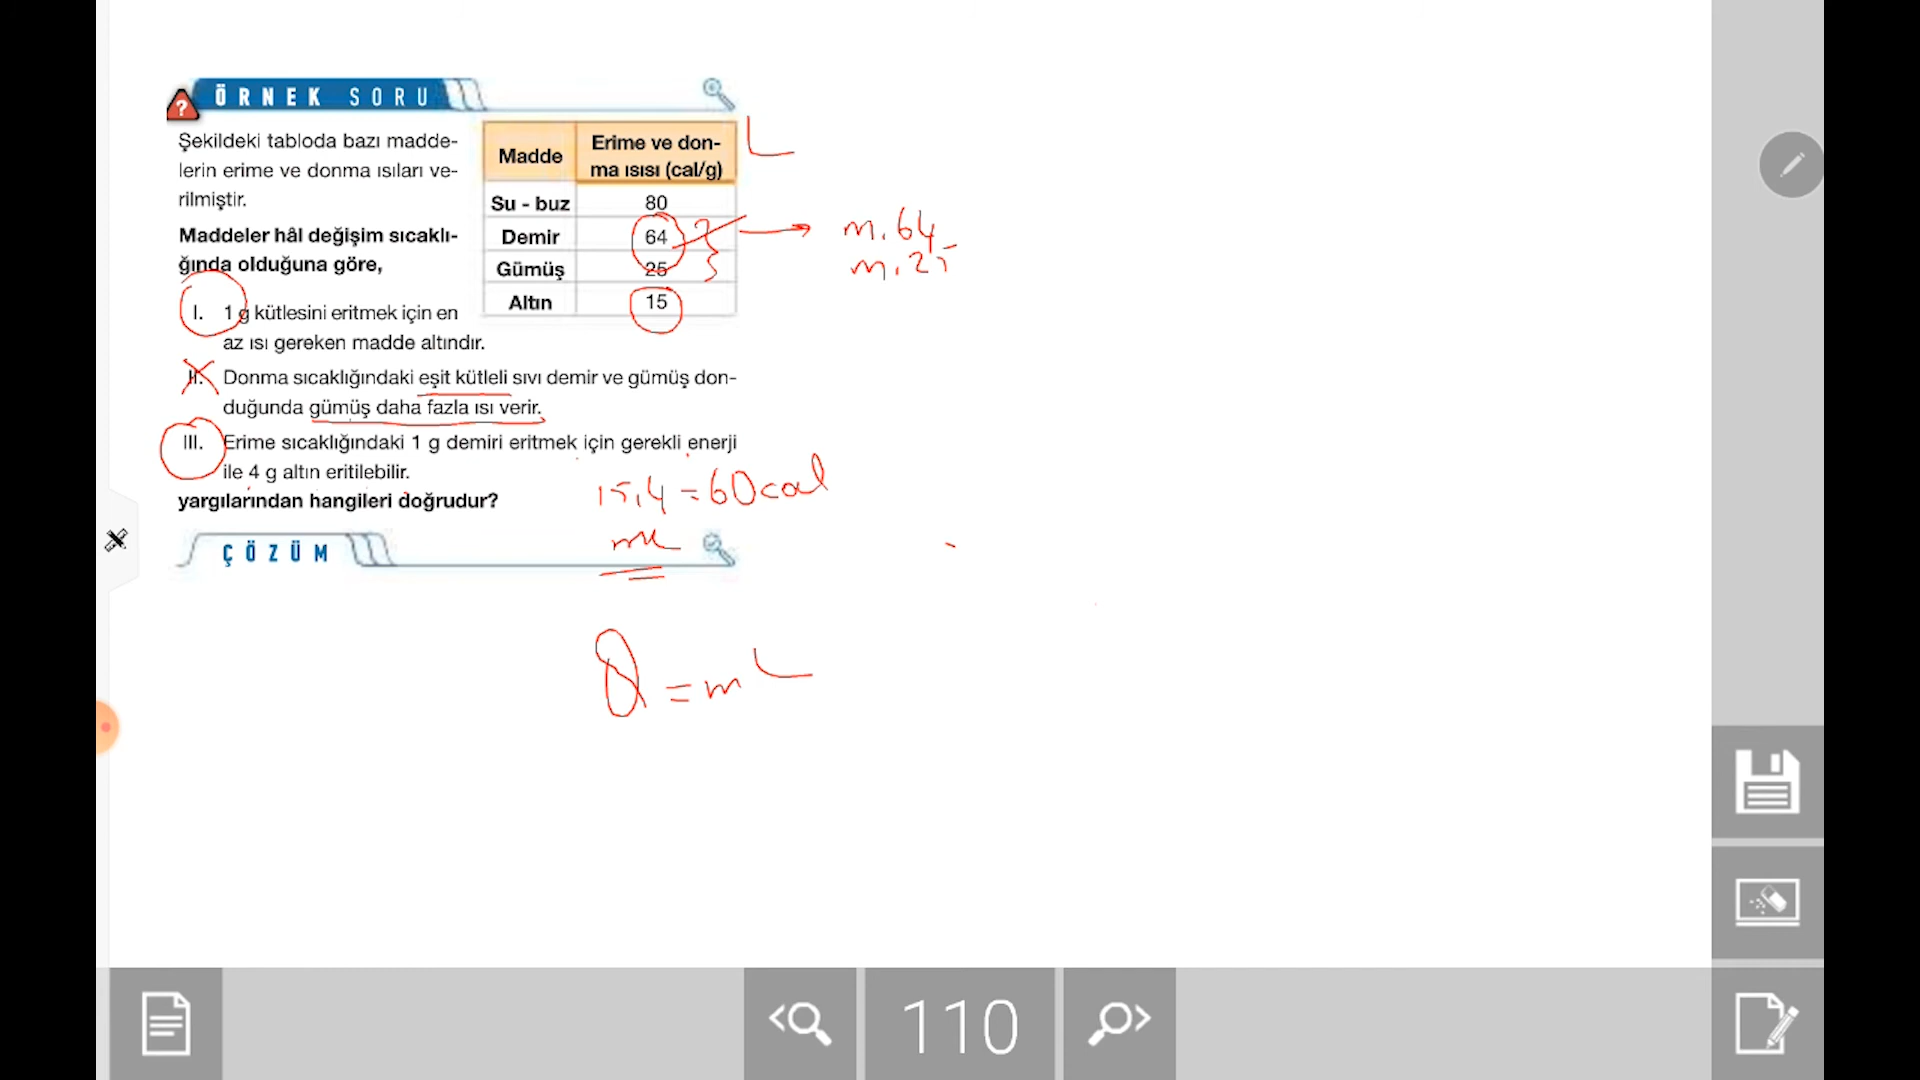 ÖRNEK SORU
Şekildeki tabloda bazı madde-
lerin erime ve donma ısıları ve-
rilmiştir.
Maddeler hâl değişim sıcaklı-
ğında olduğuna göre,
Madde Erime ve don-
ma ısısı (cal/g)
Su - buz 80
Demir 64
Gümüş 25
Altın 15
L
m.64
m.25
I. 1 g kütlesini eritmek için en
az ısı gereken madde altındır.
II. Donma sıcaklığındaki eşit kütleli sıvı demir ve gümüş don-
duğunda gümüş daha fazla ısı verir.
III. Erime sıcaklığındaki 1 g demiri eritmek için gerekli enerji
ile 4 g altın eritilebilir.
yargılarından hangileri doğrudur?
15.4=60cal
ÇÖZÜM
Q=mL
110